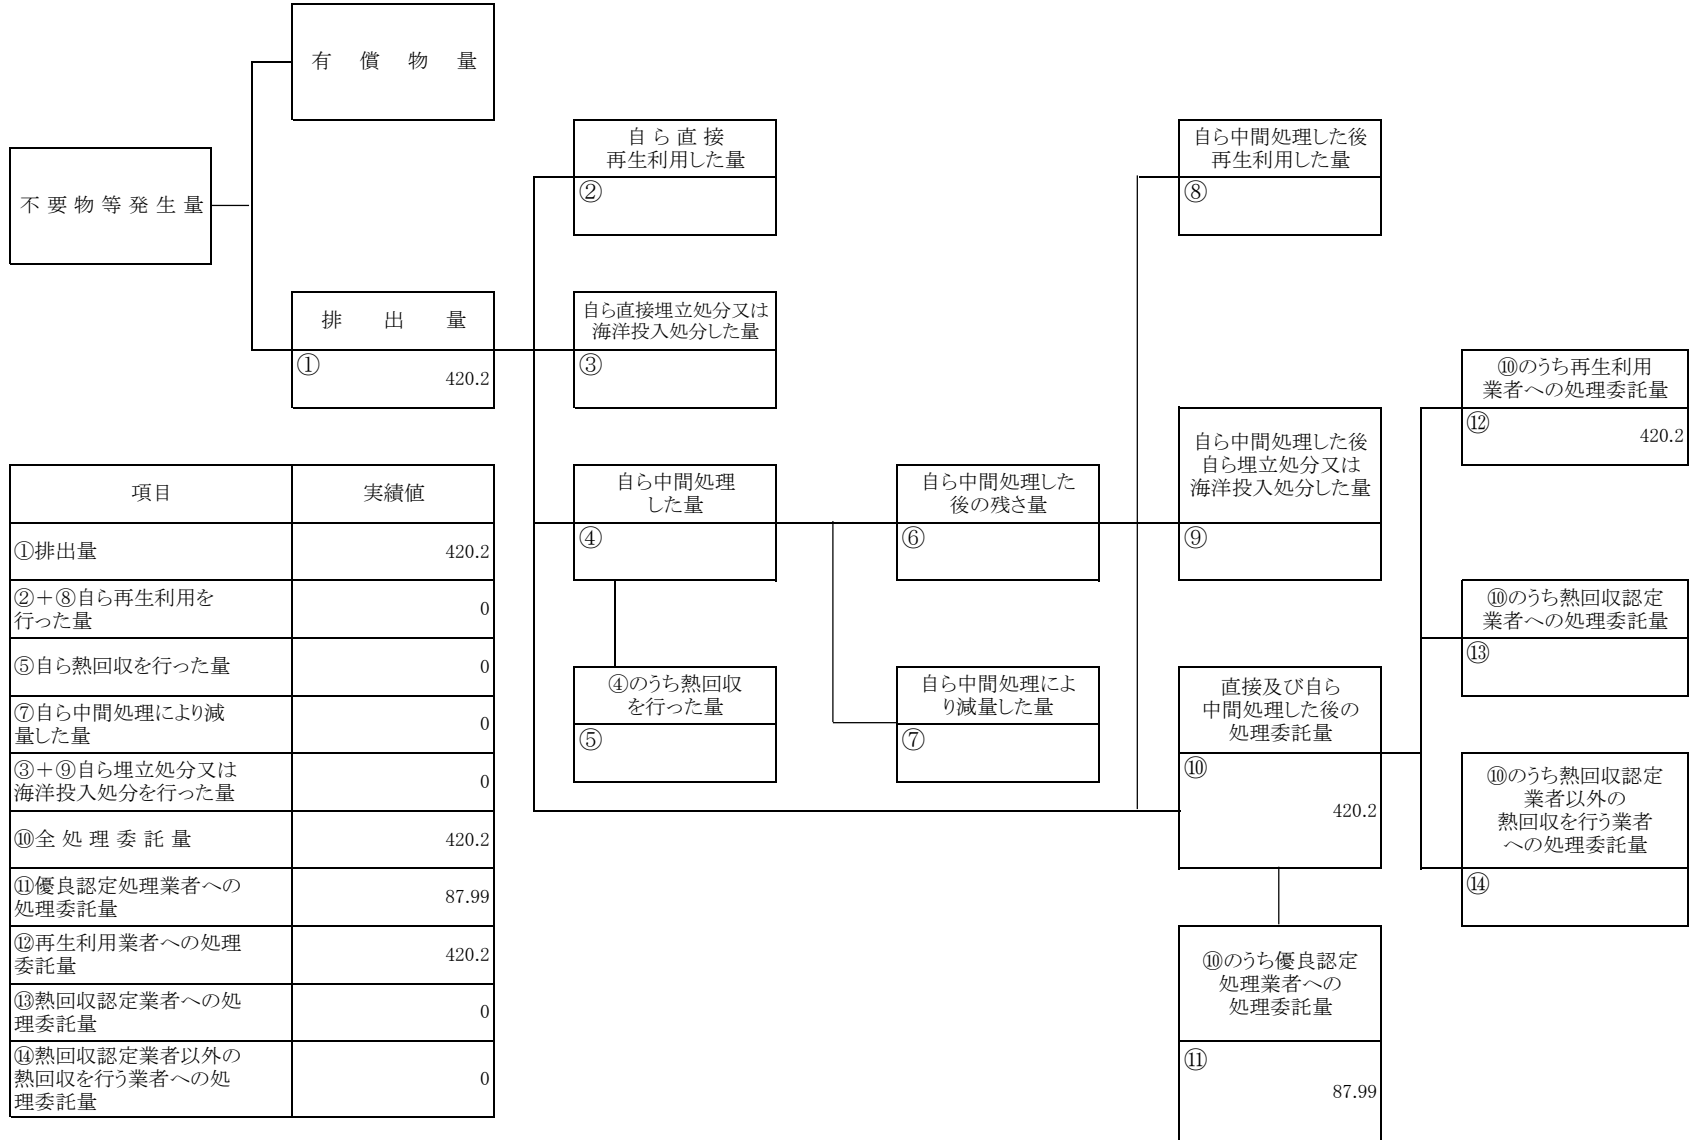 有償物量
不要物等発生量
排出量
①
420.2
自ら直接
再生利用した量
②
自ら直接埋立処分又は
海洋投入処分した量
③
自ら中間処理
した量
④
④のうち熱回収
を行った量
⑤
自ら中間処理した
後の残さ量
⑥
自ら中間処理によ
り減量した量
⑦
自ら中間処理した後
再生利用した量
⑧
自ら中間処理した後
自ら埋立処分又は
海洋投入処分した量
⑨
直接及び自ら
中間処理した後の
処理委託量
⑩
420.2
⑩のうち優良認定
処理業者への
処理委託量
⑪
87.99
⑩のうち再生利用
業者への処理委託量
⑫
420.2
⑩のうち熱回収認定
業者への処理委託量
⑬
⑩のうち熱回収認定
業者以外の
熱回収を行う業者
への処理委託量
⑭
項目 実績値
①排出量 420.2
②＋⑧自ら再生利用を
行った量 0
⑤自ら熱回収を行った量 0
⑦自ら中間処理により減
量した量 0
③＋⑨自ら埋立処分又は
海洋投入処分を行った量 0
⑩全処理委託量 420.2
⑪優良認定処理業者への
処理委託量 87.99
⑫再生利用業者への処理
委託量 420.2
⑬熱回収認定業者への処
理委託量 0
⑭熱回収認定業者以外の
熱回収を行う業者への処
理委託量 0